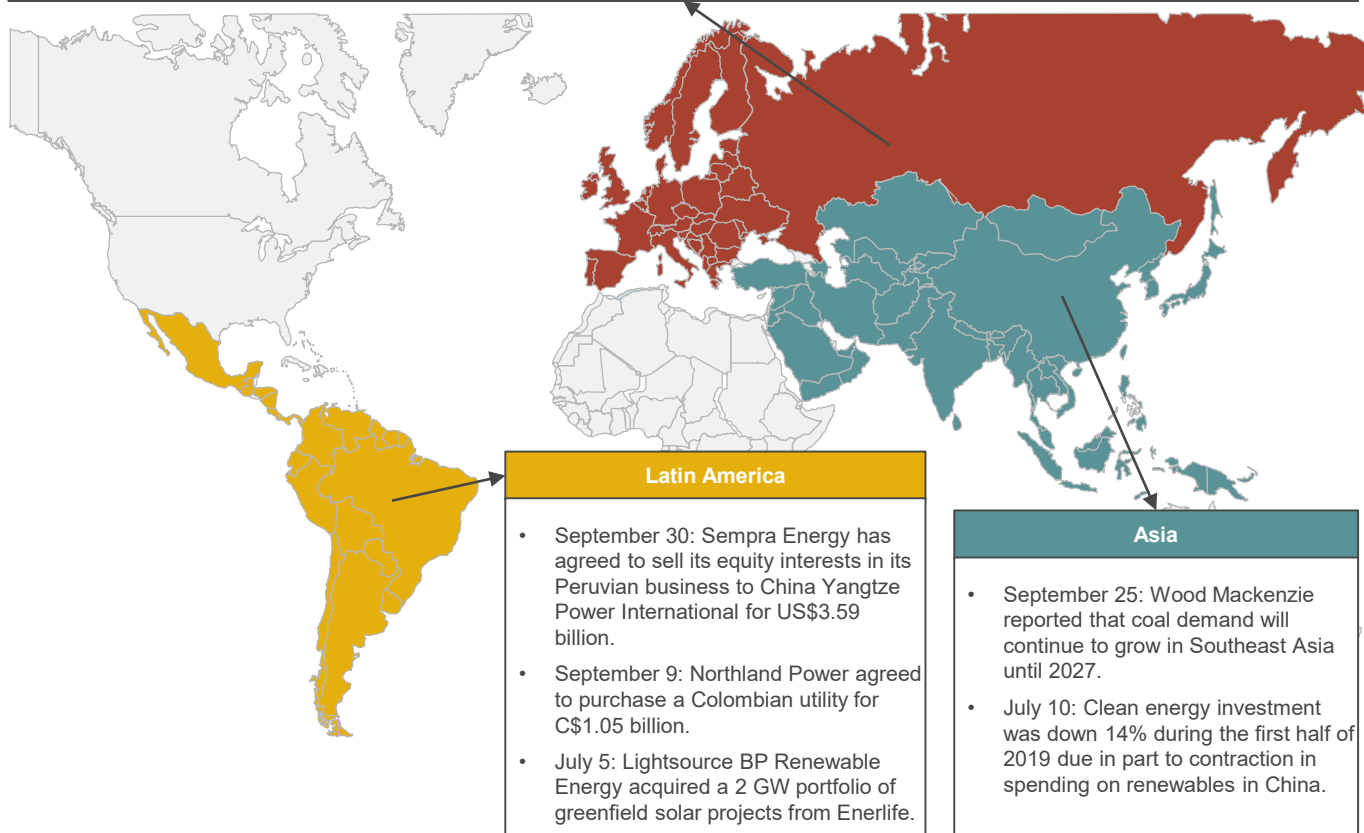 Latin America
• September 30: Sempra Energy has
agreed to sell its equity interests in its
Peruvian business to China Yangtze
Power International for US$3.59
billion.
• September 9: Northland Power agreed
to purchase a Colombian utility for
C$1.05 billion.
• July 5: Lightsource BP Renewable
Energy acquired a 2 GW portfolio of
greenfield solar projects from Enerlife.
Asia
• September 25: Wood Mackenzie
reported that coal demand will
continue to grow in Southeast Asia
until 2027.
• July 10: Clean energy investment
was down 14% during the first half of
2019 due in part to contraction in
spending on renewables in China.